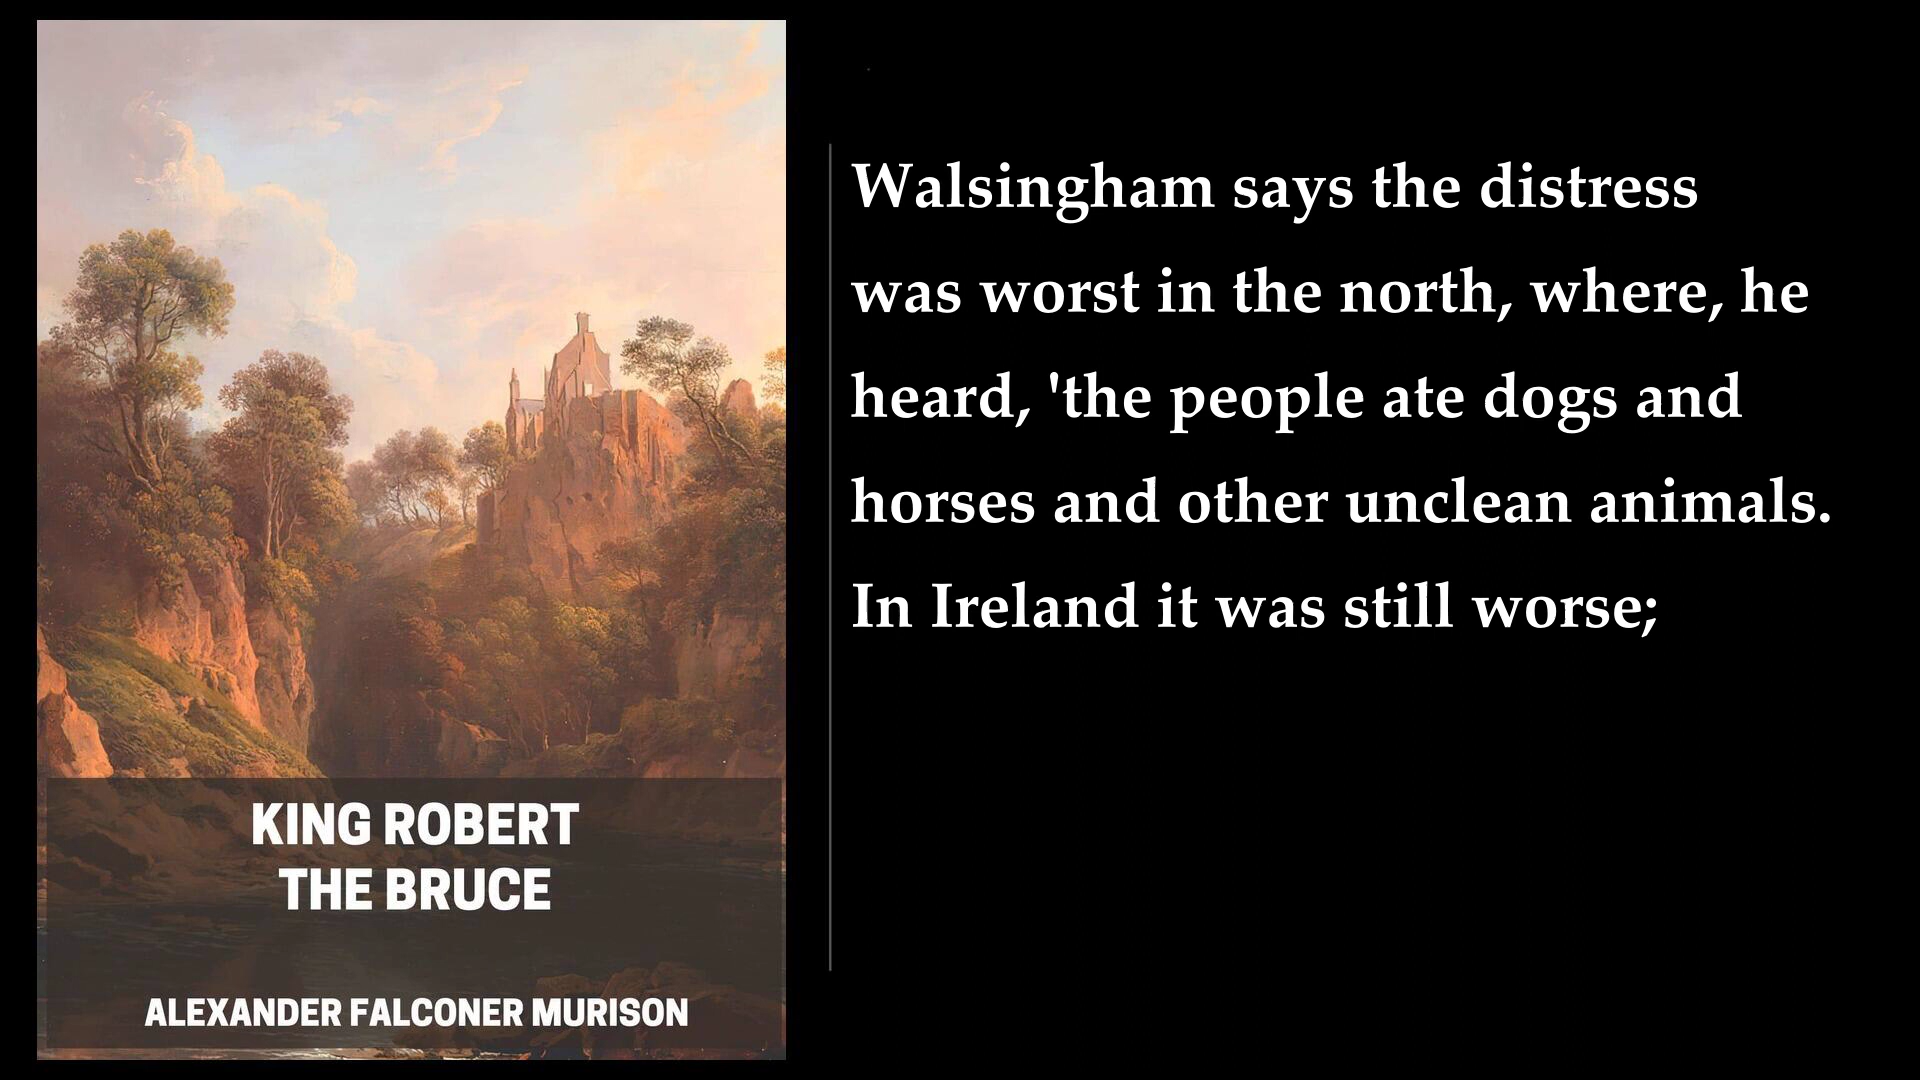 KING ROBERT
THE BRUCE
ALEXANDER FALCONER MURISON
Walsingham says the distress
was worst in the north, where, he
heard, 'the people ate dogs and
horses and other unclean animals.
In Ireland it was still worse;